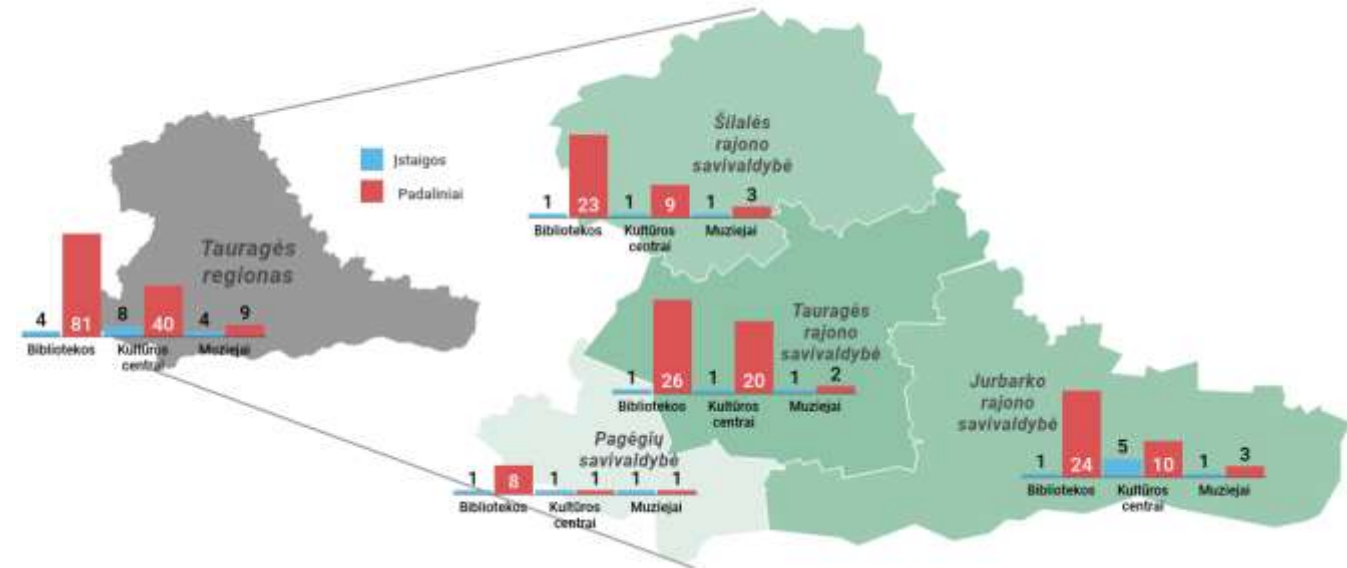 Įstaigos
Padaliniai
Tauragės
regionas
4 81 8 40 4 9
Bibliotekos Kultūros centrai Muziejai
Šilalės
rajono
savivaldybė
1 23 1 9 1 3
Bibliotekos Kultūros centrai Muziejai
Tauragės
rajono
savivaldybė
1 26 1 20 1 2
Bibliotekos Kultūros centrai Muziejai
Jurbarko
rajono
savivaldybė
1 24 5 10 1 3
Bibliotekos Kultūros centrai Muziejai
Pagėgių
savivaldybė
1 8 1 1 1 1
Bibliotekos Kultūros centrai Muziejai